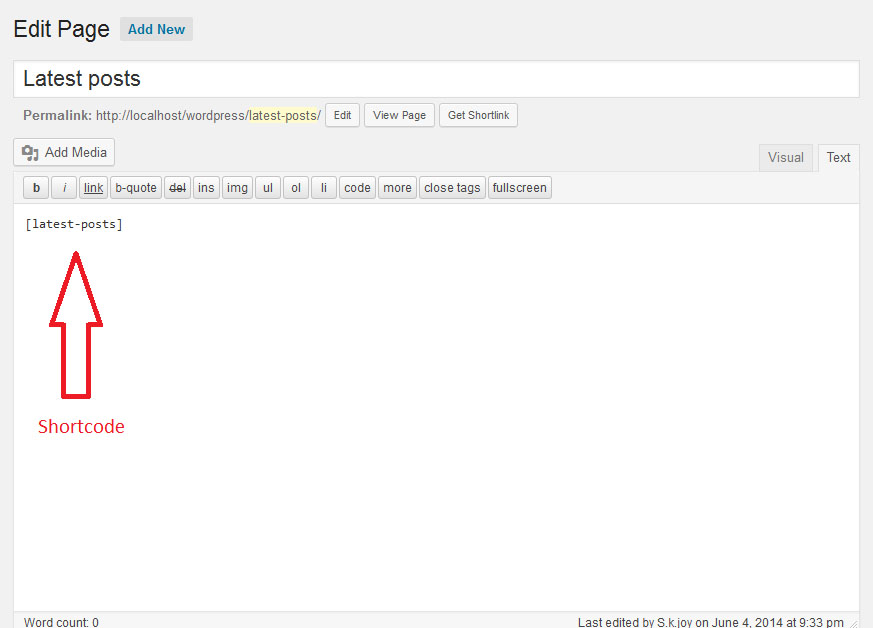 Edit Page Add New
Latest posts
Permalink: http://localhost/wordpress/latest-posts/ Edit View Page Get Shortlink
Add Media Visual Text
b i link b-quote del ins img ul ol li code more close tags fullscreen
[latest-posts]
Shortcode
Word count: 0 Last edited by S.k.joy on June 4, 2014 at 9:33 pm